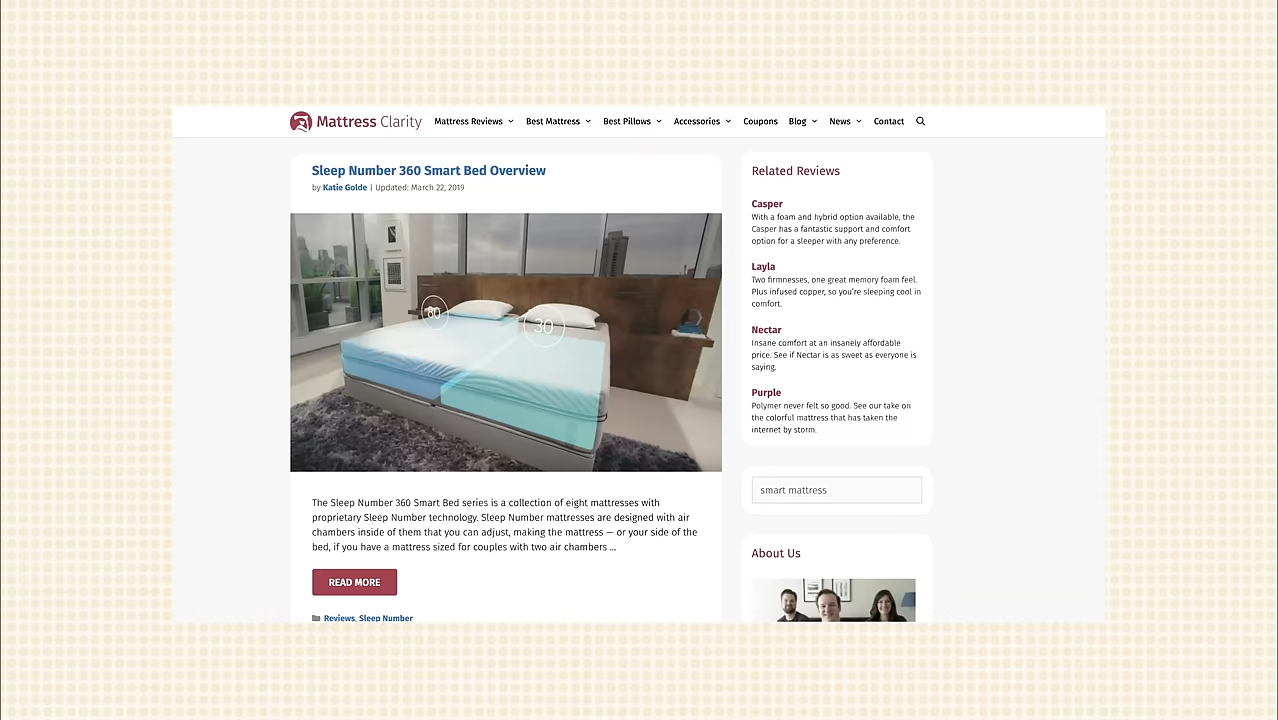 Mattress Clarity
Mattress Reviews
Best Mattress
Best Pillows
Accessories
Coupons
Blog
News
Contact
Sleep Number 360 Smart Bed Overview
by Katie Golde | Updated: March 22, 2019
80
30
The Sleep Number 360 Smart Bed series is a collection of eight mattresses with
proprietary Sleep Number technology. Sleep Number mattresses are designed with air
chambers inside of them that you can adjust, making the mattress — or your side of the
bed, if you have a mattress sized for couples with two air chambers ...
READ MORE
Reviews, Sleep Number
Related Reviews
Casper
With a foam and hybrid option available, the
Casper has a fantastic support and comfort
option for a sleeper with any preference.
Layla
Two firmnesses, one great memory foam feel.
Plus infused copper, so you're sleeping cool in
comfort.
Nectar
Insane comfort at an insanely affordable
price. See if Nectar is as sweet as everyone is
saying.
Purple
Polymer never felt so good. See our take on
the colorful mattress that has taken the
internet by storm.
smart mattress
About Us